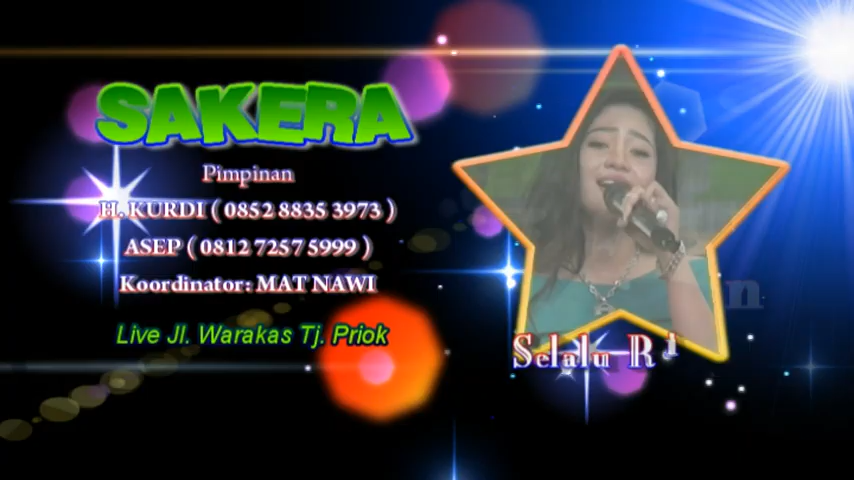 SAKERA
Pimpinan
H. KURDI ( 0852 8835 3973 )
ASEP ( 0812 7257 5999 )
Koordinator: MAT NAWI
Live Jl. Warakas Tj. Priok
Selalu R